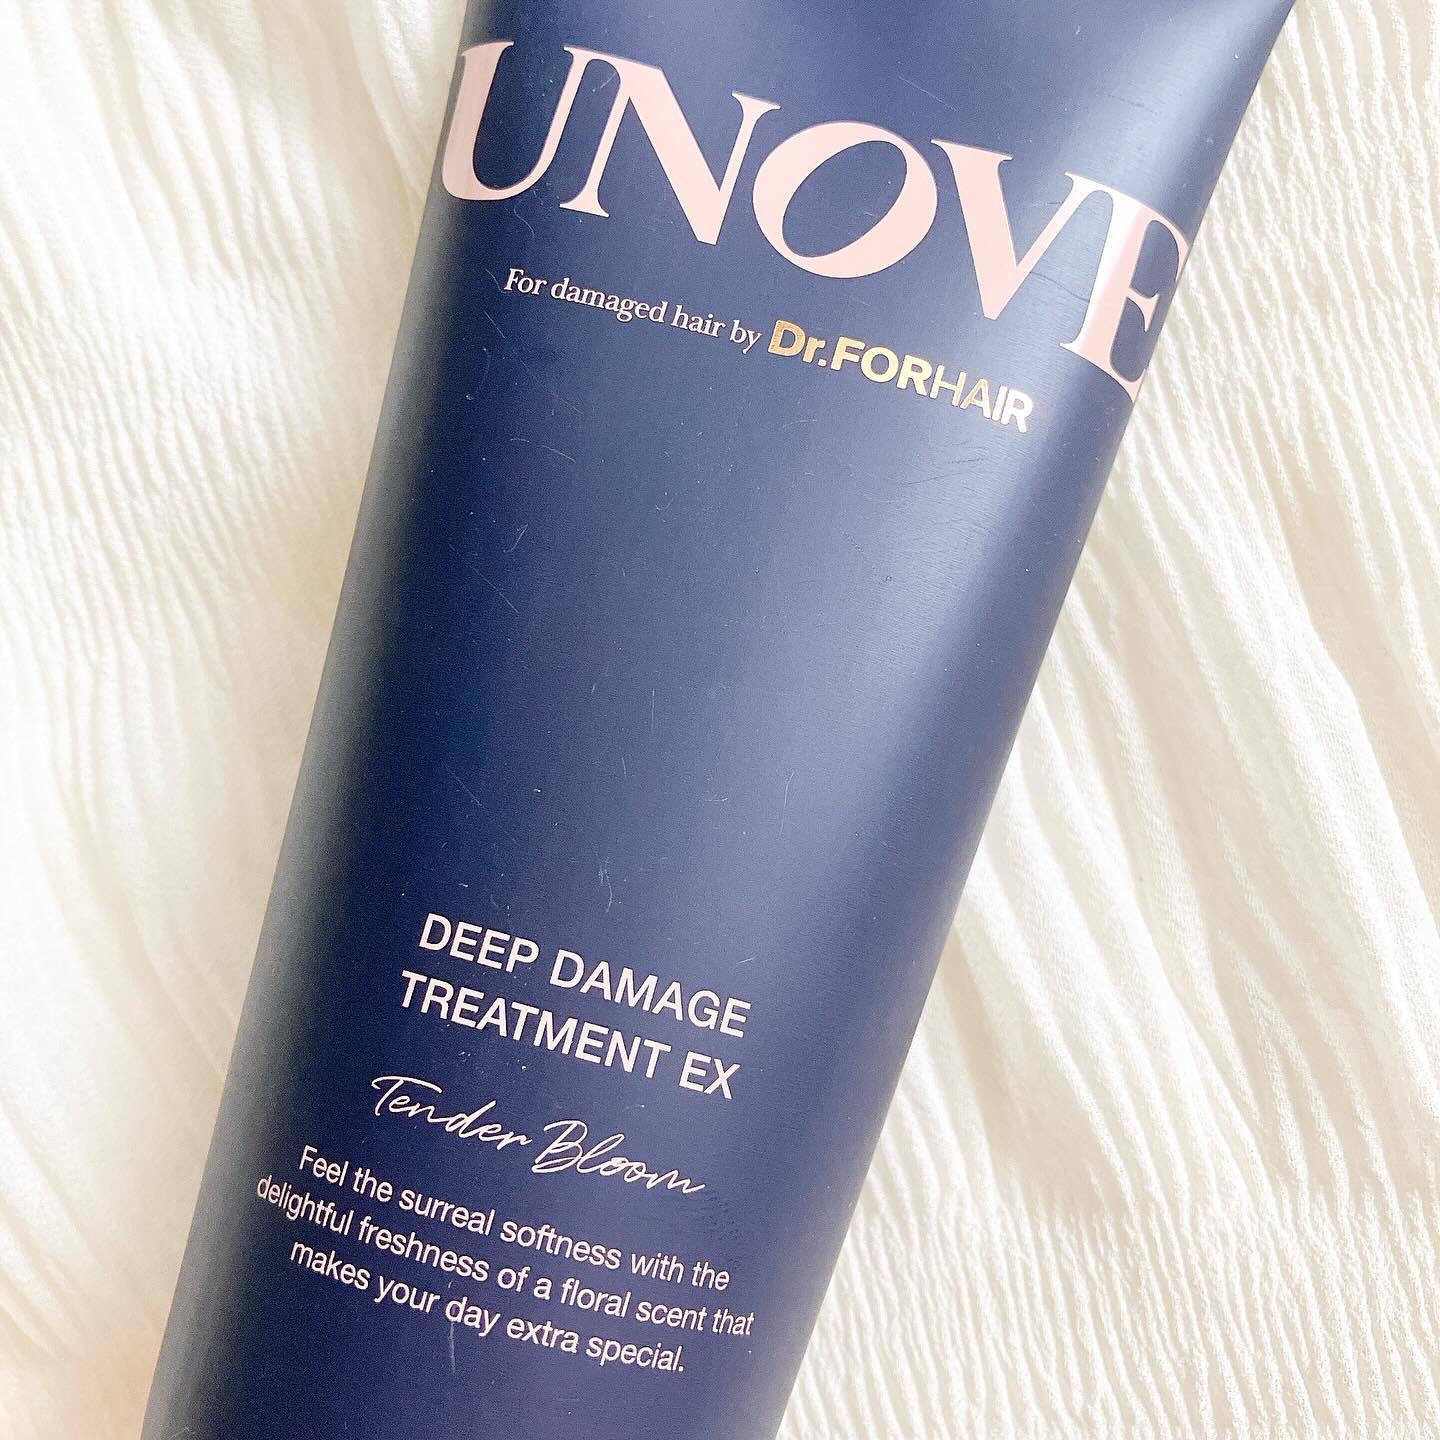 UNOVE
For damaged hair by Dr.FORHAIR
DEEP DAMAGE
TREATMENT EX
Tender Bloom
Feel the surreal softness with the
delightful freshness of a floral scent that
makes your day extra special.